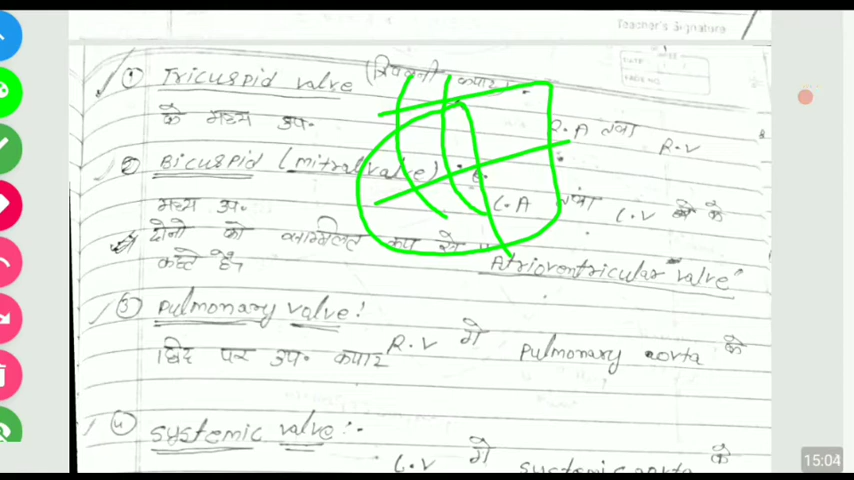 Teacher's Signature
① Tricuspid valve (त्रिवलनी कपाट
के मध्य उप. R.A तथा R.V
② Bicuspid (mitral valve) :
मध्य उप. L.A तथा L.V के
दोनो को सम्मिलित रूप से
कहते है, Atrioventricular valve"
③ Pulmonary valve:
छिद्र पर उप. कपाट R.V से Pulmonary aorta के
④ Systemic valve:-
L.V से systemic aorta के
15:04